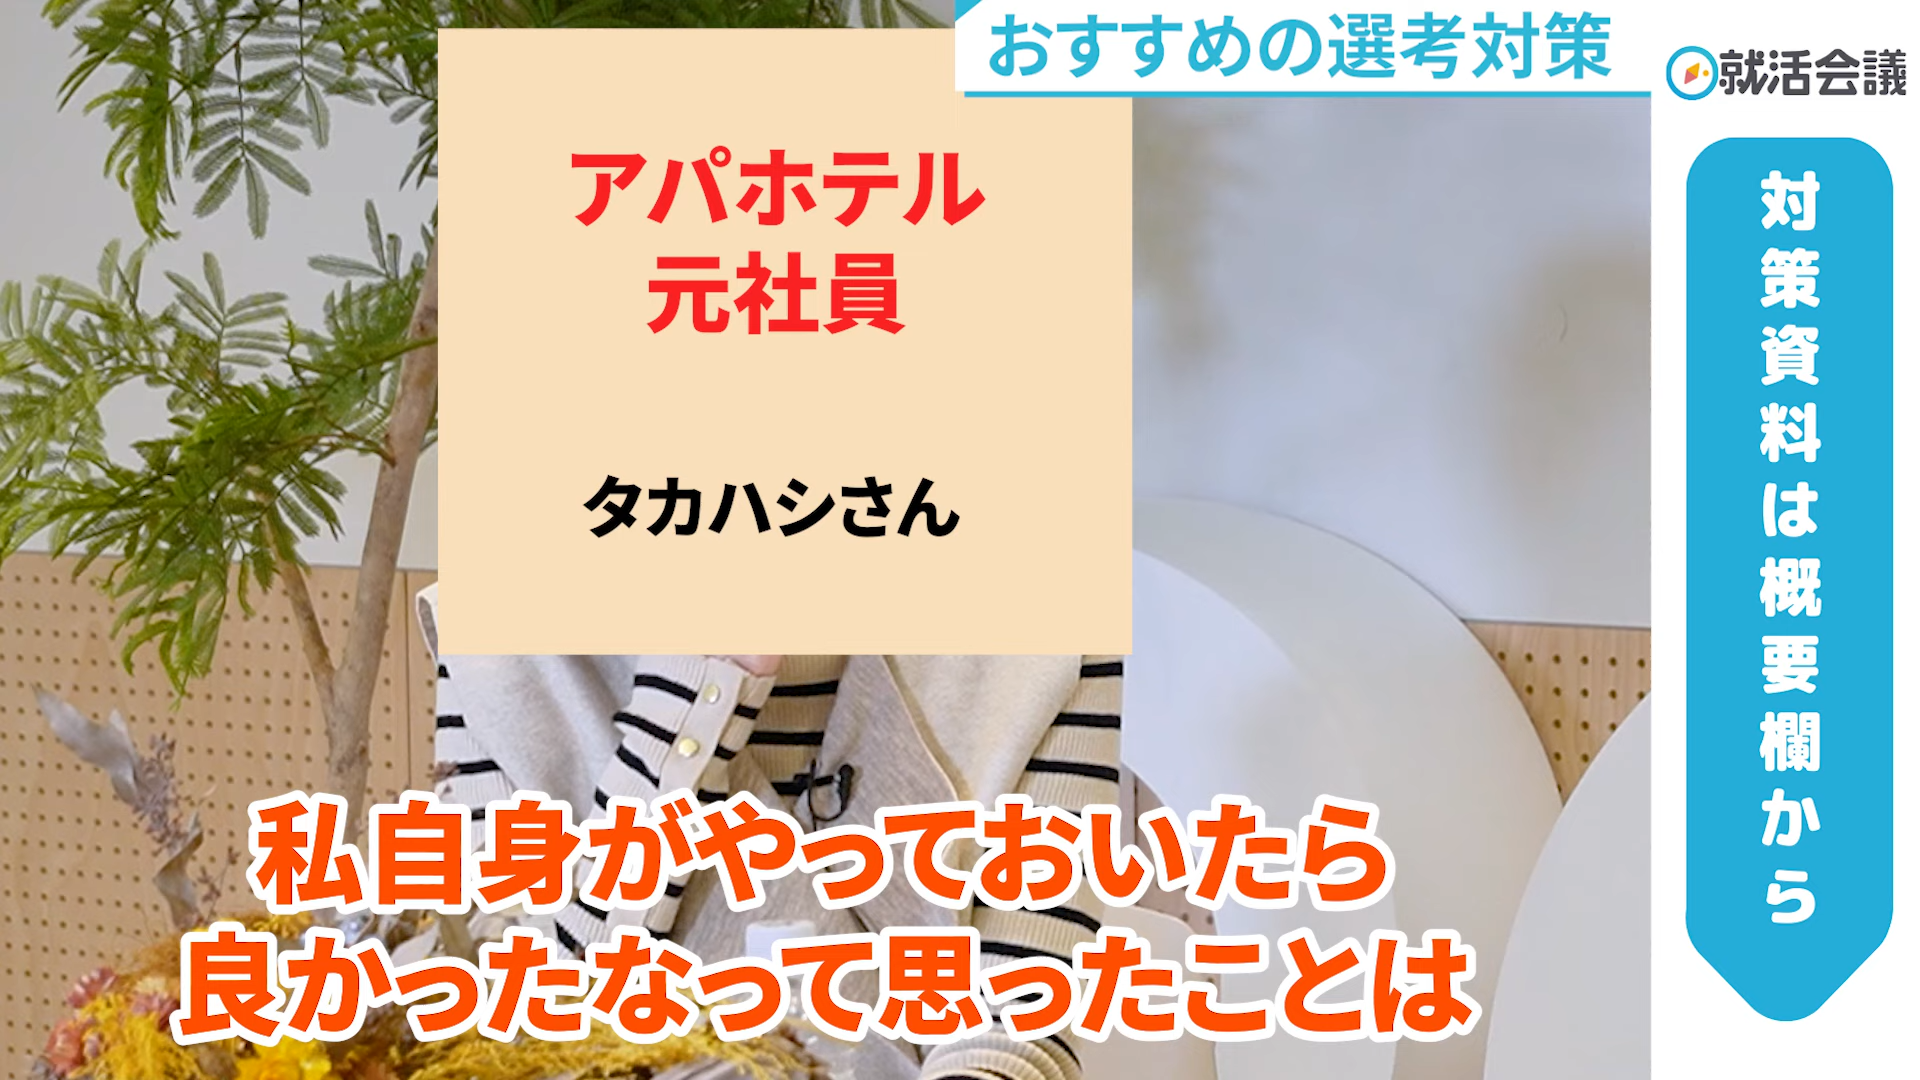 おすすめの選考対策
就活会議
アパホテル
元社員
タカハシさん
対策資料は概要欄から
私自身がやっておいたら
良かったなって思ったことは